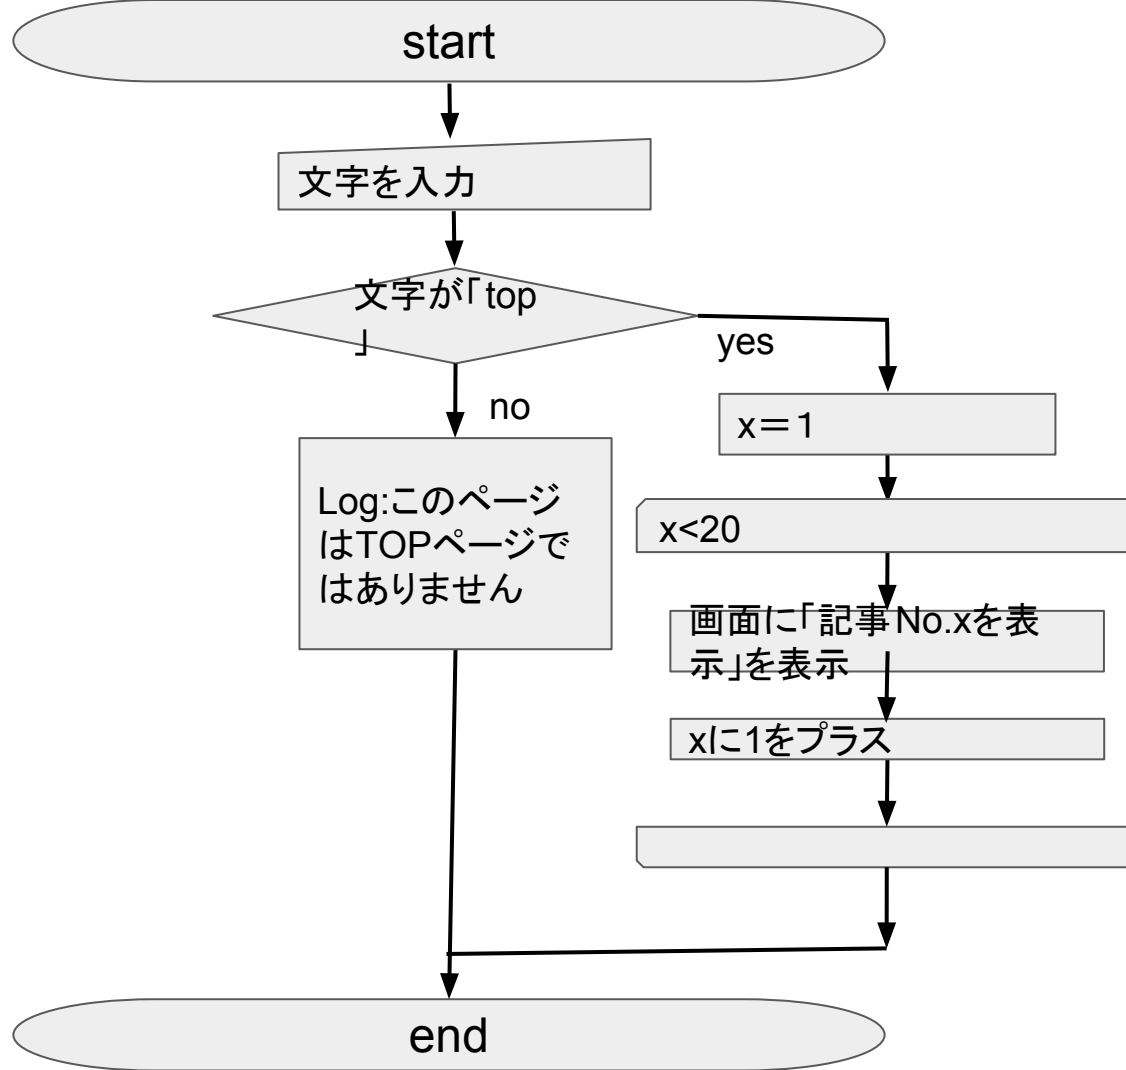 start
文字を入力
文字が「top
」
yes
no
x=1
Log:このページ
はTOPページで
はありません
x<20
画面に「記事No.xを表
示」を表示
xに1をプラス
end